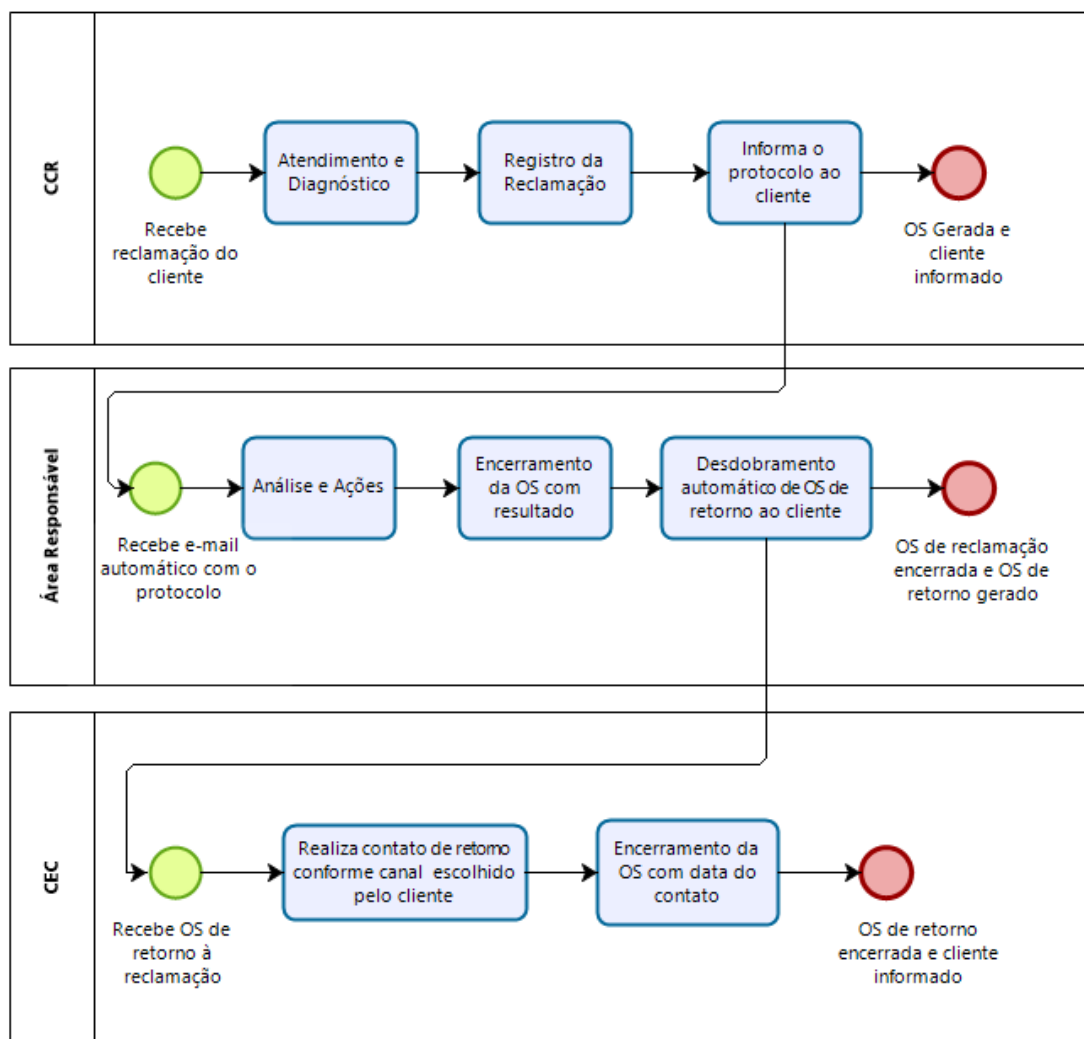 CCR
Atendimento e
Diagnóstico
Registro da
Reclamação
Informa o
protocolo ao
cliente
Recebe
reclamação do
cliente
OS Gerada e
cliente
informado
Área Responsável
Análise e Ações
Encerramento
da OS com
resultado
Desdobramento
automático de OS de
retorno ao cliente
Recebe e-mail
automático com o
protocolo
OS de reclamação
encerrada e OS de
retorno gerado
CEC
Realiza contato de retorno
conforme canal escolhido
pelo cliente
Encerramento da
OS com data do
contato
Recebe OS de
retorno à
reclamação
OS de retorno
encerrada e cliente
informado